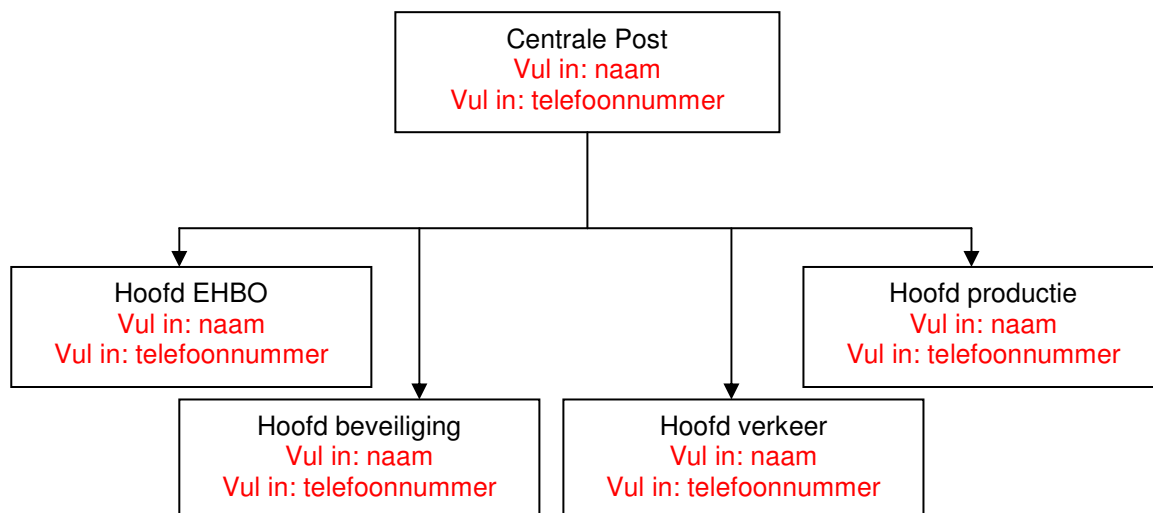 Centrale Post
Vul in: naam
Vul in: telefoonnummer
Hoofd EHBO
Vul in: naam
Vul in: telefoonnummer
Hoofd productie
Vul in: naam
Vul in: telefoonnummer
Hoofd beveiliging
Vul in: naam
Vul in: telefoonnummer
Hoofd verkeer
Vul in: naam
Vul in: telefoonnummer